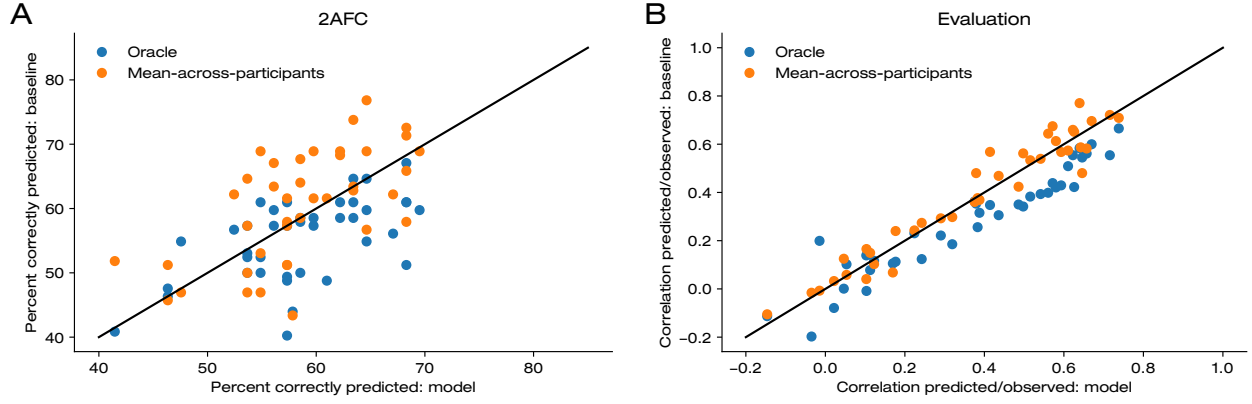 A
2AFC
Oracle
Mean-across-participants
Percent correctly predicted: baseline
80
70
60
50
40
40 50 60 70 80
Percent correctly predicted: model
B
Evaluation
Oracle
Mean-across-participants
Correlation predicted/observed: baseline
1.0
0.8
0.6
0.4
0.2
0.0
−0.2
−0.2 0.0 0.2 0.4 0.6 0.8 1.0
Correlation predicted/observed: model